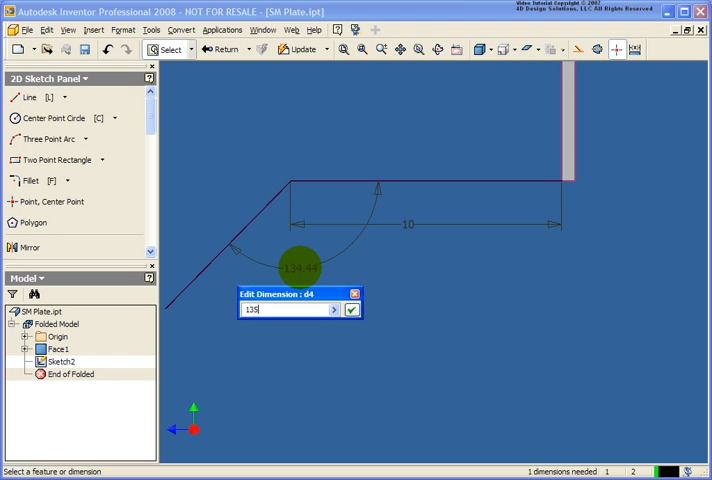 Autodesk Inventor Professional 2008 - NOT FOR RESALE - [SM Plate.ipt]
Video Tutorial Copyright © 2007
4D Design Solutions, LLC All Rights Reserved
File Edit View Insert Format Tools Convert Applications Window Web Help
Select Return Update
2D Sketch Panel
Line [L]
Center Point Circle [C]
Three Point Arc
Two Point Rectangle
Fillet [F]
Point, Center Point
Polygon
Mirror
Model
SM Plate.ipt
Folded Model
Origin
Face1
Sketch2
End of Folded
10
134.44
Edit Dimension : d4
135
Select a feature or dimension
1 dimensions needed 1 2